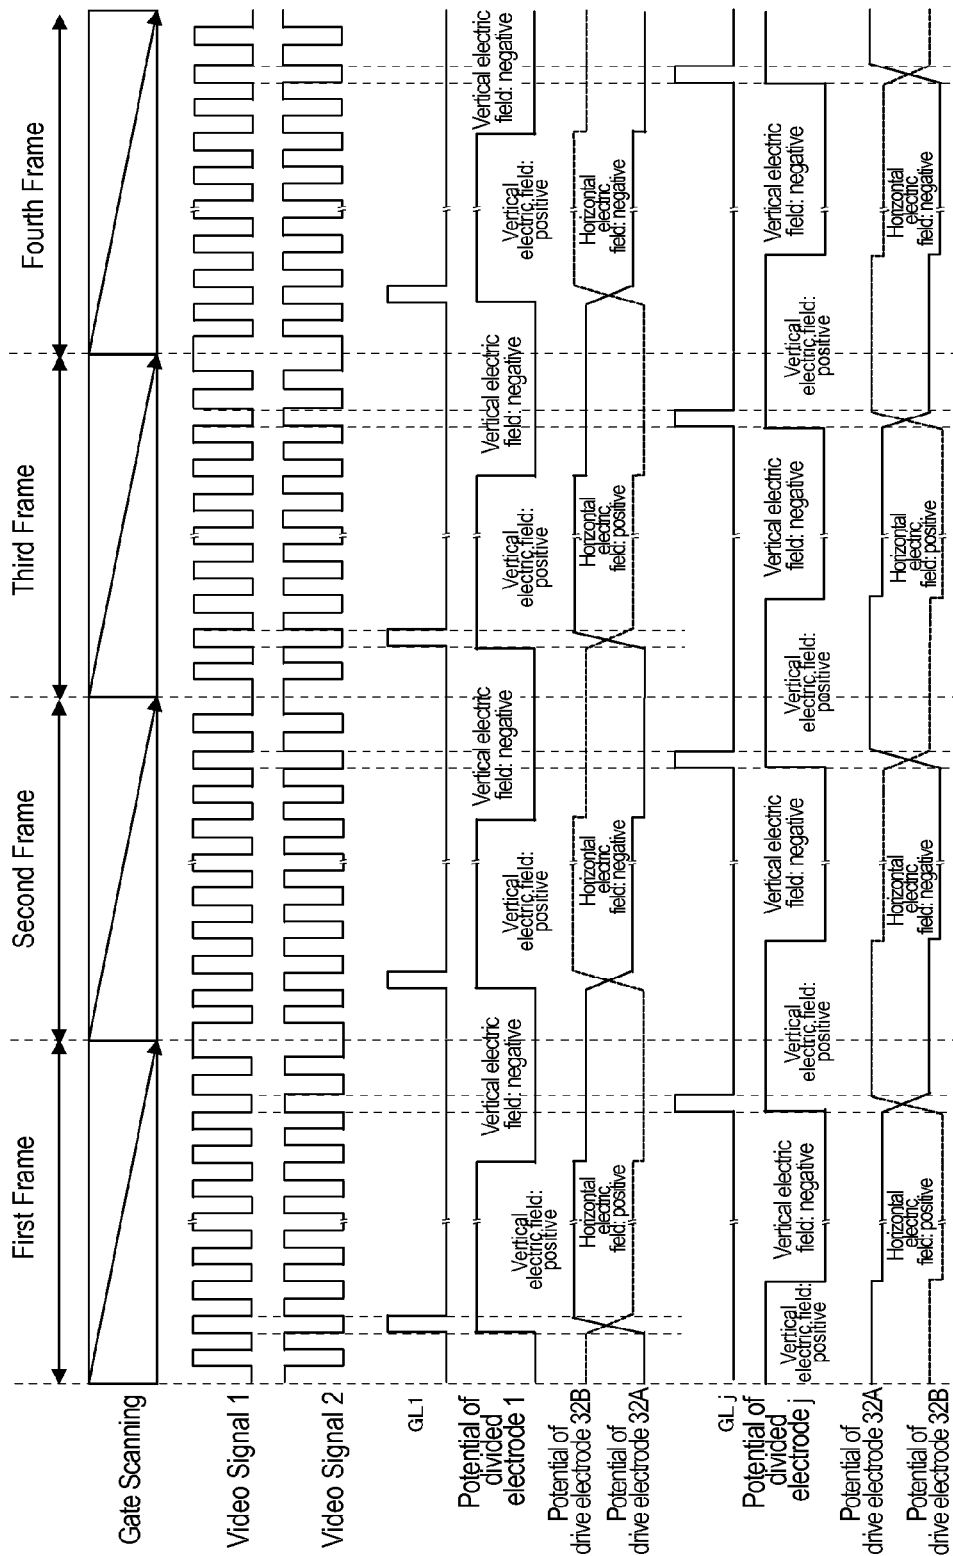 First Frame
Second Frame
Third Frame
Fourth Frame
Gate Scanning
Video Signal 1
Video Signal 2
GL 1
Potential of
divided
electrode 1
Vertical
electric field:
positive
Vertical electric
field: negative
Vertical
electric field:
positive
Vertical electric
field: negative
Vertical
electric field:
positive
Vertical electric
field: negative
Vertical
electric field:
positive
Vertical electric
field: negative
Potential of
drive electrode 32B
Potential of
drive electrode 32A
Horizontal
electric
field: positive
Horizontal
electric
field: negative
Horizontal
electric
field: positive
Horizontal
electric
field: negative
GL j
Potential of
divided
electrode j
Vertical
electric field:
positive
Vertical electric
field: negative
Vertical
electric field:
positive
Vertical electric
field: negative
Vertical
electric field:
positive
Vertical electric
field: negative
Vertical
electric field:
positive
Vertical electric
field: negative
Potential of
drive electrode 32A
Potential of
drive electrode 32B
Horizontal
electric
field: positive
Horizontal
electric
field: negative
Horizontal
electric
field: positive
Horizontal
electric
field: negative